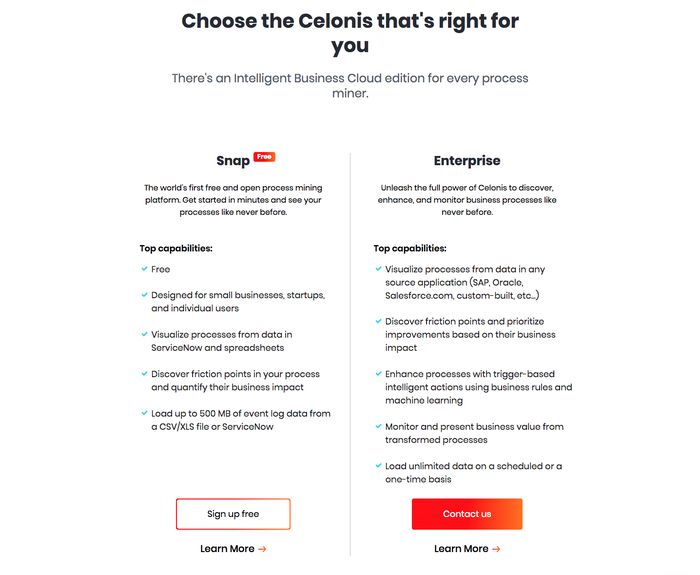 Choose the Celonis that's right for
you
There's an Intelligent Business Cloud edition for every process
miner.
Snap Free
The world's first free and open process mining
platform. Get started in minutes and see your
processes like never before.
Top capabilities:
Free
Designed for small businesses, startups,
and individual users
Visualize processes from data in
ServiceNow and spreadsheets
Discover friction points in your process
and quantify their business impact
Load up to 500 MB of event log data from
a CSV/XLS file or ServiceNow
Sign up free
Learn More →
Enterprise
Unleash the full power of Celonis to discover,
enhance, and monitor business processes like
never before.
Top capabilities:
Visualize processes from data in any
source application (SAP, Oracle,
Salesforce.com, custom-built, etc...)
Discover friction points and prioritize
improvements based on their business
impact
Enhance processes with trigger-based
intelligent actions using business rules and
machine learning
Monitor and present business value from
transformed processes
Load unlimited data on a scheduled or a
one-time basis
Contact us
Learn More →